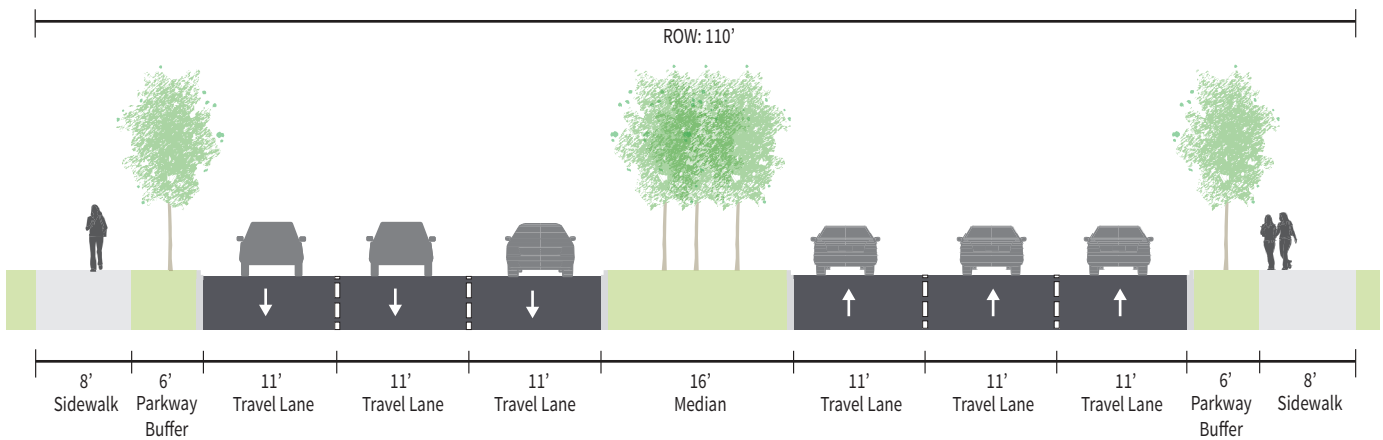 ROW: 110’
8’
Sidewalk
6’
Parkway
Buffer
11’
Travel Lane
11’
Travel Lane
11’
Travel Lane
16’
Median
11’
Travel Lane
11’
Travel Lane
11’
Travel Lane
6’
Parkway
Buffer
8’
Sidewalk